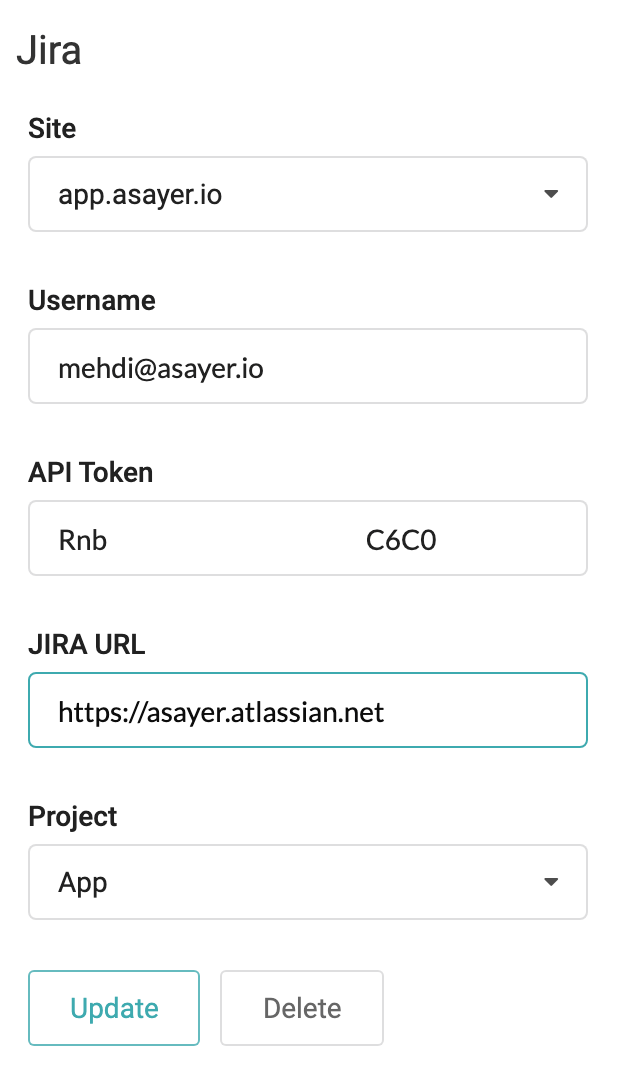 Jira
Site
app.asayer.io
Username
mehdi@asayer.io
API Token
Rnb C6C0
JIRA URL
https://asayer.atlassian.net
Project
App
Update Delete